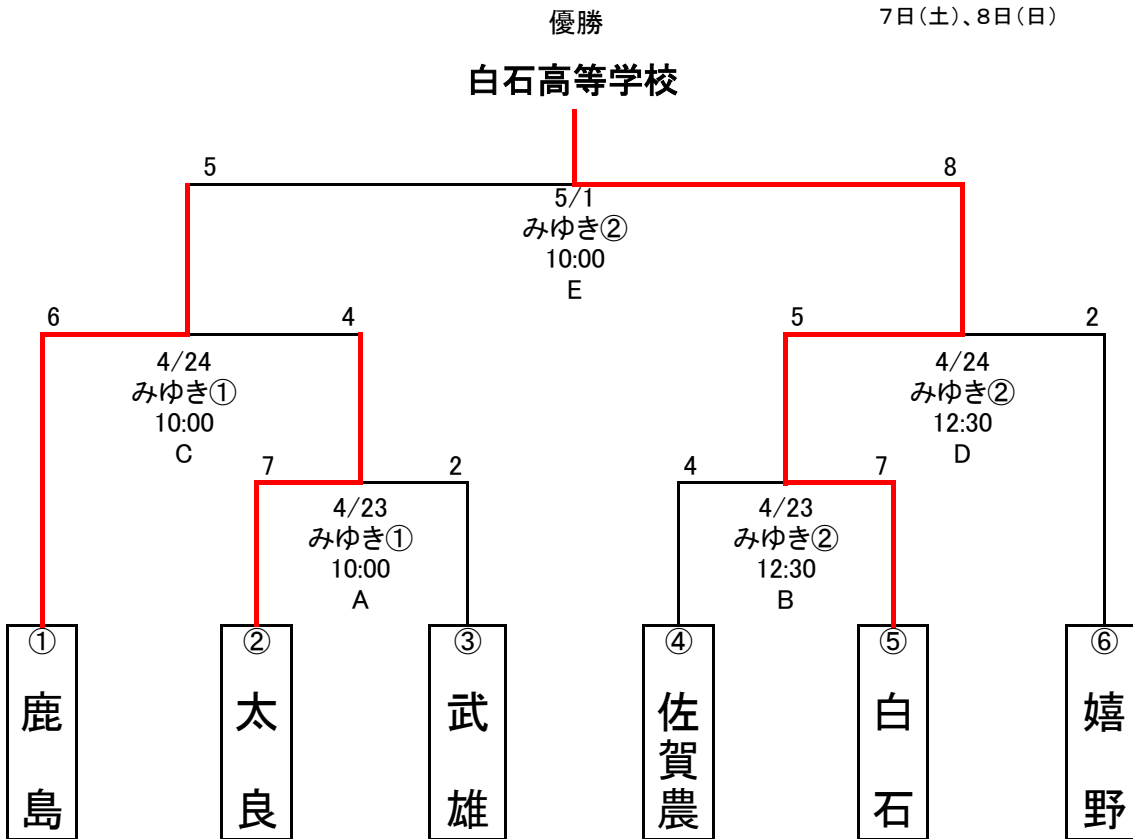 優勝
7日(土)、8日(日)
白石高等学校
5
8
5/1
みゆき②
10:00
E
6
4
5
2
4/24
みゆき①
10:00
C
4/24
みゆき②
12:30
D
7
2
4
7
4/23
みゆき①
10:00
A
4/23
みゆき②
12:30
B
①
鹿島
②
太良
③
武雄
④
佐賀農
⑤
白石
⑥
嬉野